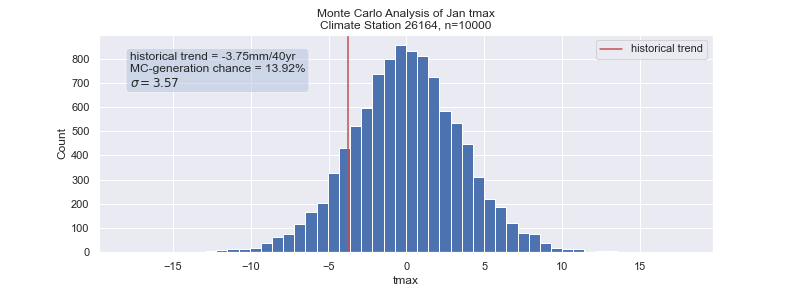 Monte Carlo Analysis of Jan tmax
Climate Station 26164, n=10000
historical trend = -3.75mm/40yr
MC-generation chance = 13.92%
σ = 3.57
historical trend
Count
800
700
600
500
400
300
200
100
0
−15
−10
−5
0
5
10
15
tmax